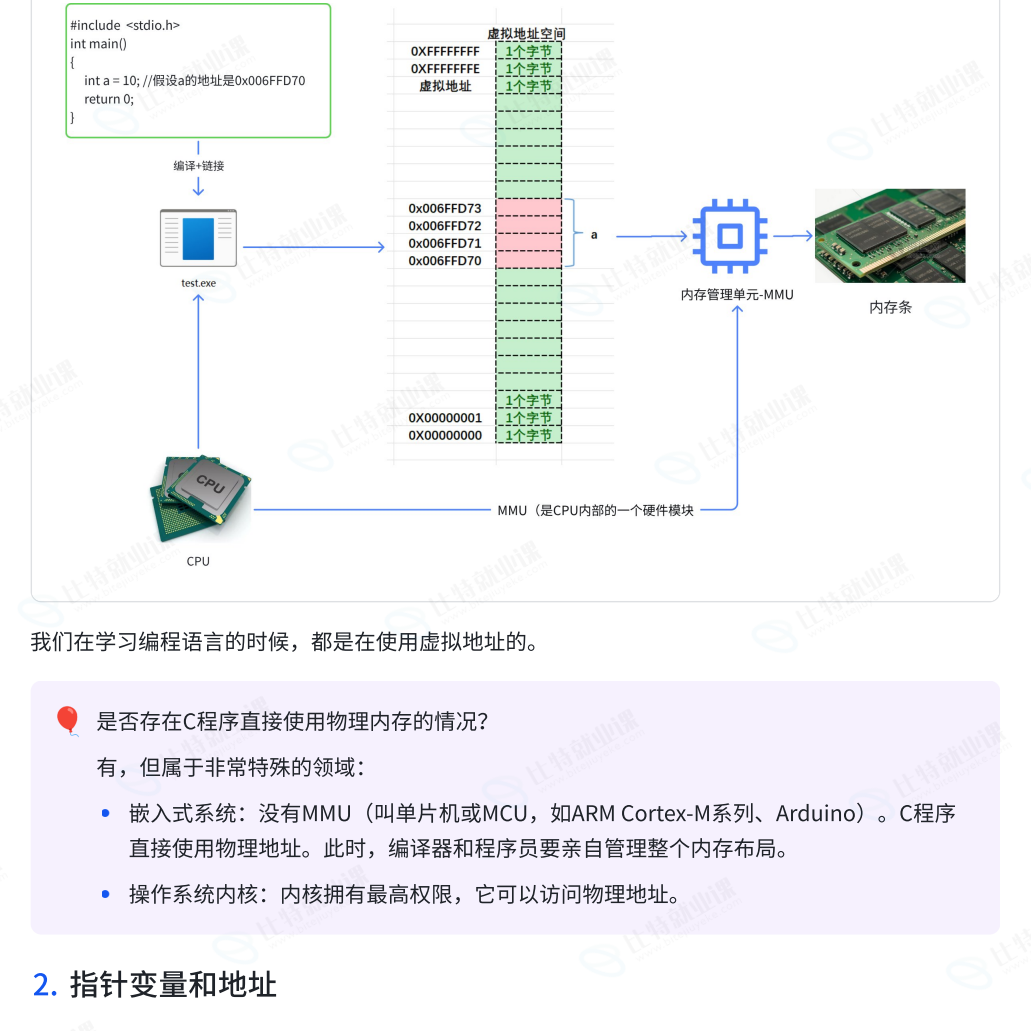 #include <stdio.h>
int main()
{
int a = 10; //假设a的地址是0x006FFD70
return 0;
}
编译+链接
test.exe
CPU
CPU
虚拟地址空间
0XFFFFFFFF 1个字节
0XFFFFFFFE 1个字节
虚拟地址 1个字节
0x006FFD73
0x006FFD72
0x006FFD71
0x006FFD70
a
1个字节
0X00000001 1个字节
0X00000000 1个字节
内存管理单元-MMU
内存条
MMU（是CPU内部的一个硬件模块
我们在学习编程语言的时候，都是在使用虚拟地址的。
是否存在C程序直接使用物理内存的情况？
有，但属于非常特殊的领域：
嵌入式系统：没有MMU（叫单片机或MCU，如ARM Cortex-M系列、Arduino）。C程序
直接使用物理地址。此时，编译器和程序员要亲自管理整个内存布局。
操作系统内核：内核拥有最高权限，它可以访问物理地址。
2. 指针变量和地址
比特就业课